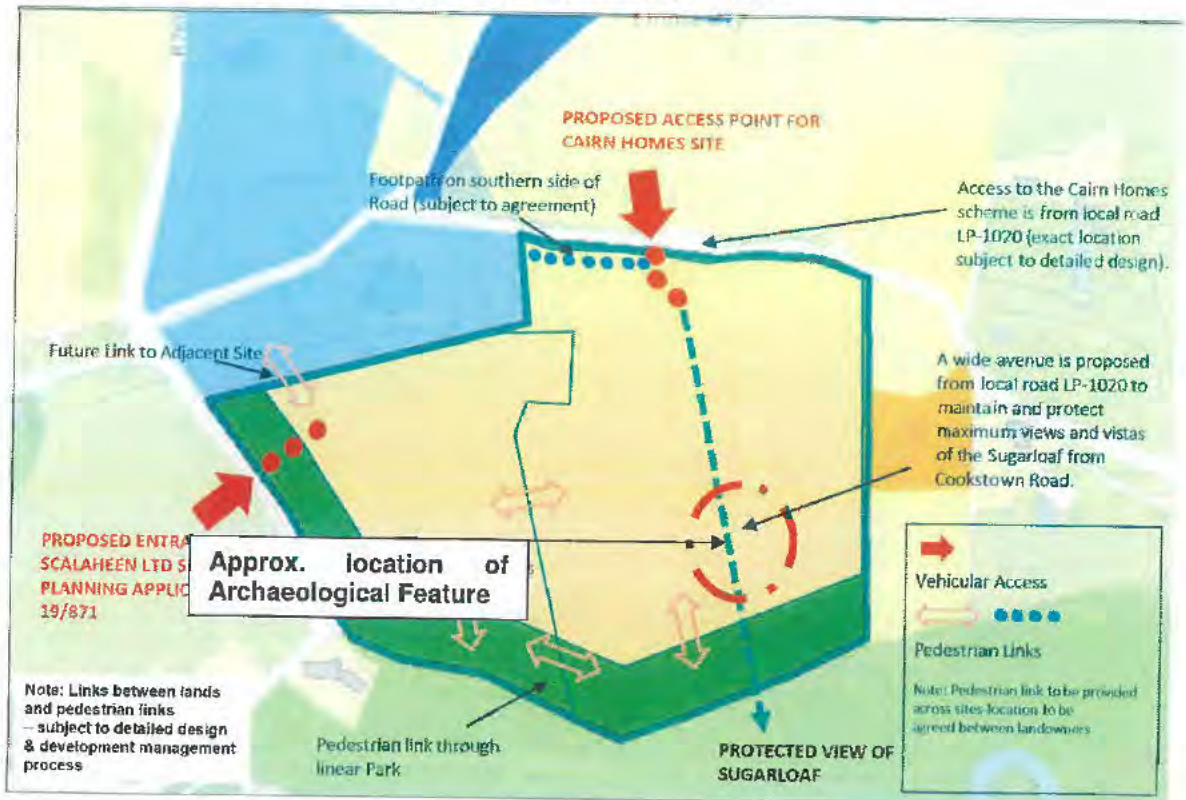 PROPOSED ACCESS POINT FOR
CAIRN HOMES SITE
Footpath on southern side of
Road (subject to agreement)
Access to the Cairn Homes
scheme is from local road
LP-1020 (exact location
subject to detailed design).
Future Link to Adjacent Site
A wide avenue is proposed
from local road LP-1020 to
maintain and protect
maximum views and vistas
of the Sugarloaf from
Cookstown Road.
PROPOSED
SCALAHEEN LTD
PLANNING
19/871
Approx. location of
Archaeological Feature
Vehicular Access
Pedestrian Links
Note: Pedestrian link to be provided
across sites-location to be
agreed between landowners
Note: Links between lands
and pedestrian links
– subject to detailed design
& development management
process
Pedestrian link through
linear Park
PROTECTED VIEW OF
SUGARLOAF